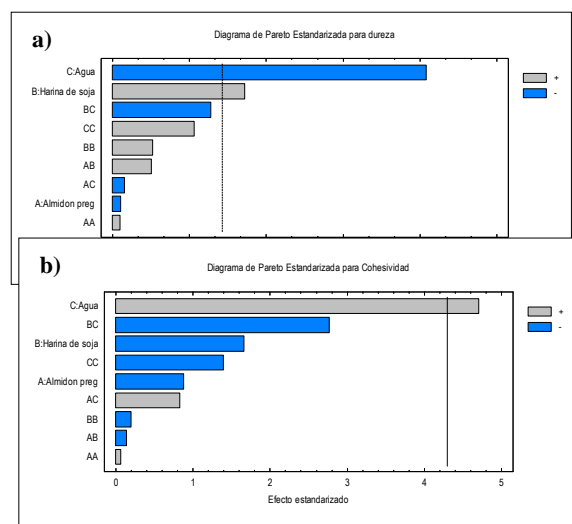 a)
Diagrama de Pareto Estandarizada para dureza
C:Agua
B:Harina de soja
BC
CC
BB
AB
AC
A:Almidon preg
AA
+
-
b)
Diagrama de Pareto Estandarizada para Cohesividad
C:Agua
BC
B:Harina de soja
CC
A:Almidon preg
AC
BB
AB
AA
+
-
0 1 2 3 4 5
Efecto estandarizado